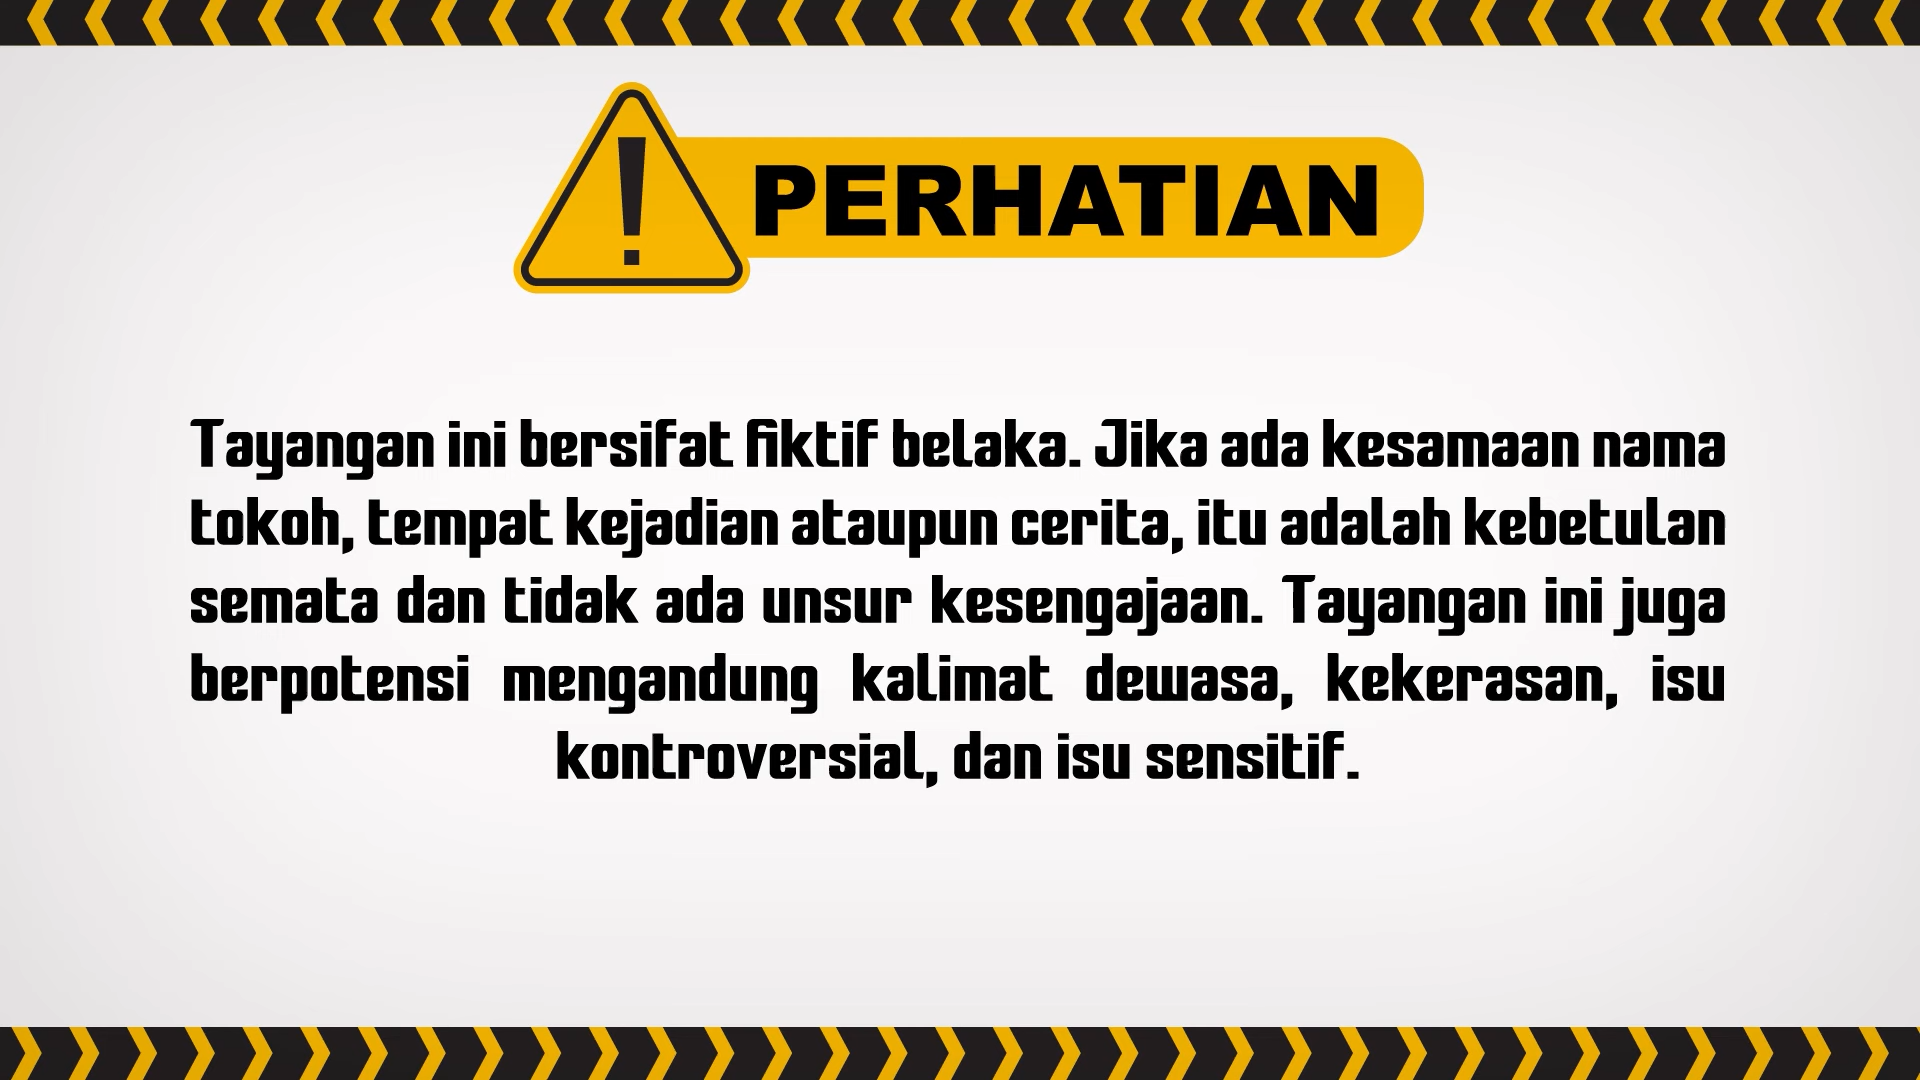 !
PERHATIAN
Tayangan ini bersifat fiktif belaka. Jika ada kesamaan nama
tokoh, tempat kejadian ataupun cerita, itu adalah kebetulan
semata dan tidak ada unsur kesengajaan. Tayangan ini juga
berpotensi mengandung kalimat dewasa, kekerasan, isu
kontroversial, dan isu sensitif.